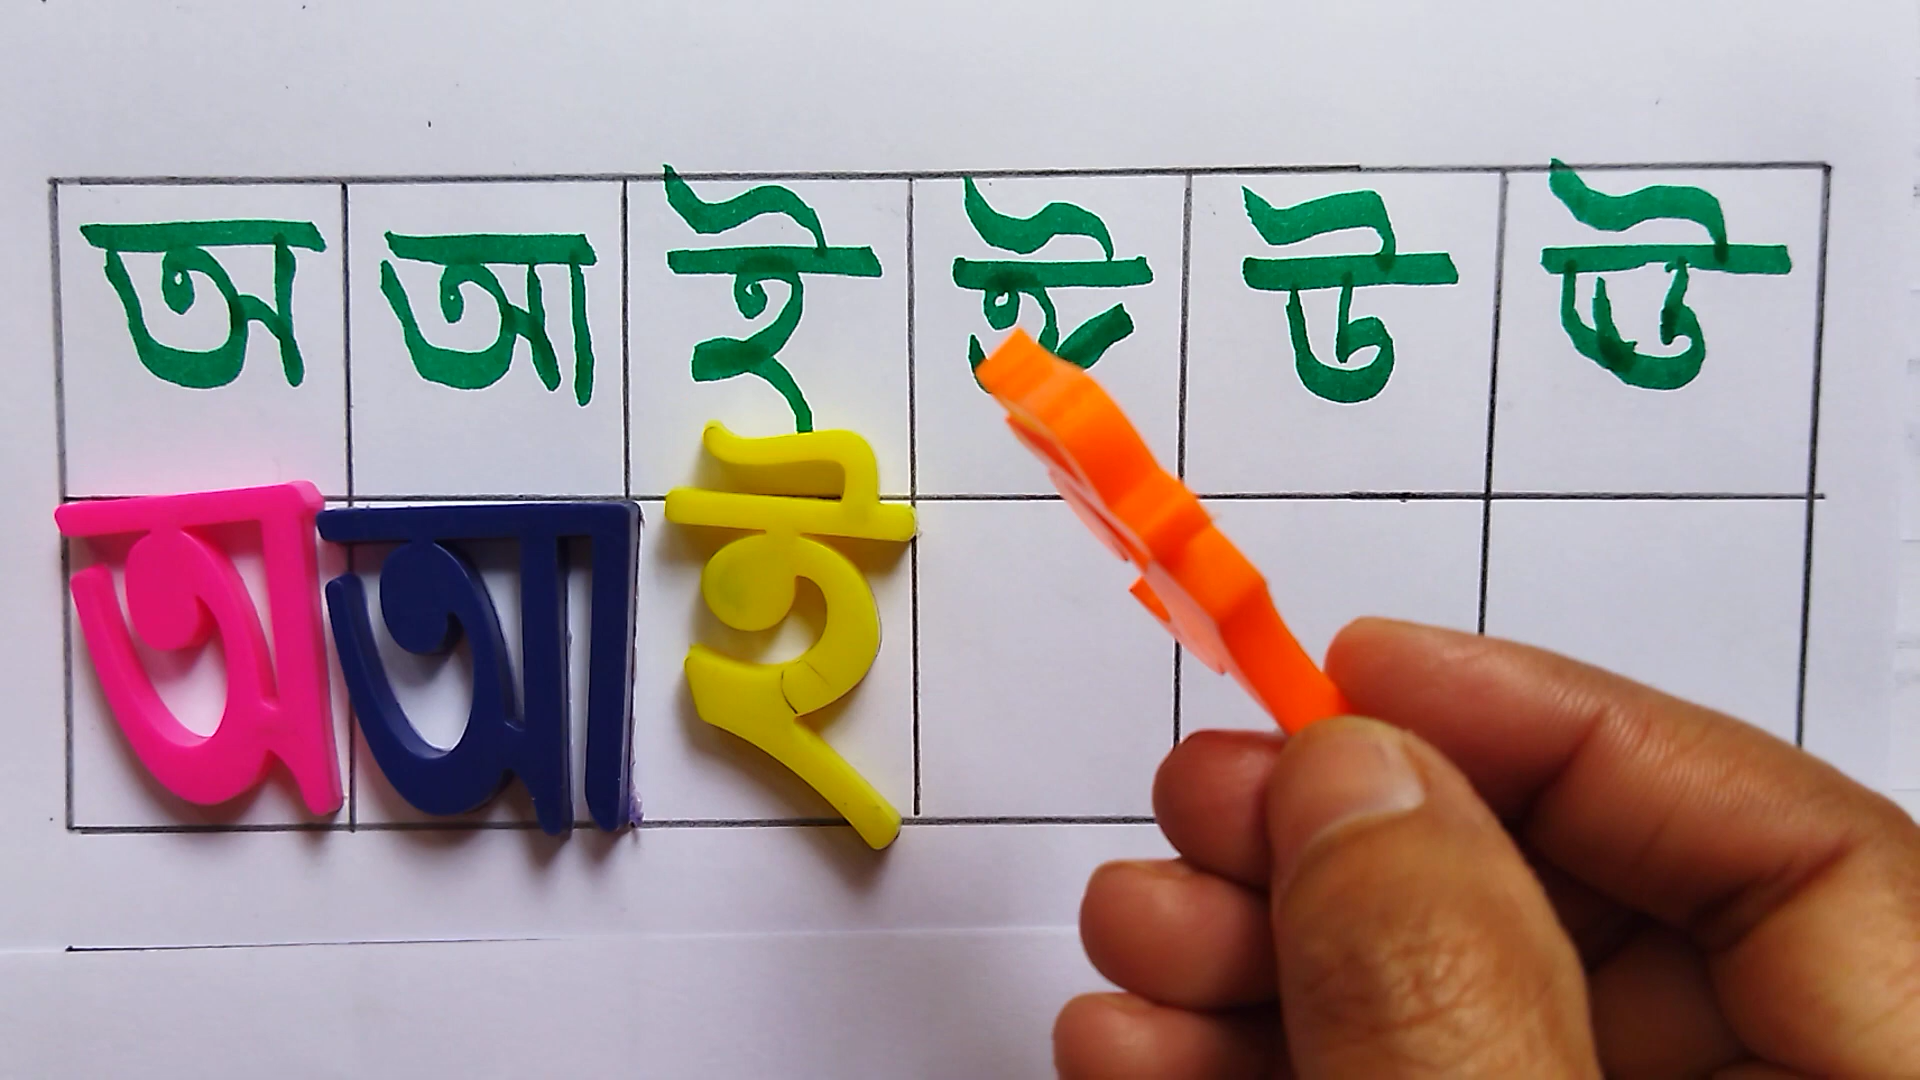 অ আ ই ঈ উ ঊ
অ আ ই